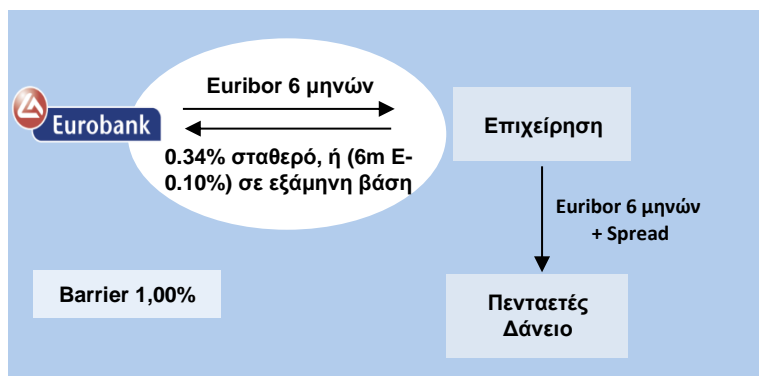 Euribor 6 μηνών
Eurobank
0.34% σταθερό, ή (6m E-
0.10%) σε εξάμηνη βάση
Επιχείρηση
Euribor 6 μηνών
+ Spread
Barrier 1,00%
Πενταετές
Δάνειο